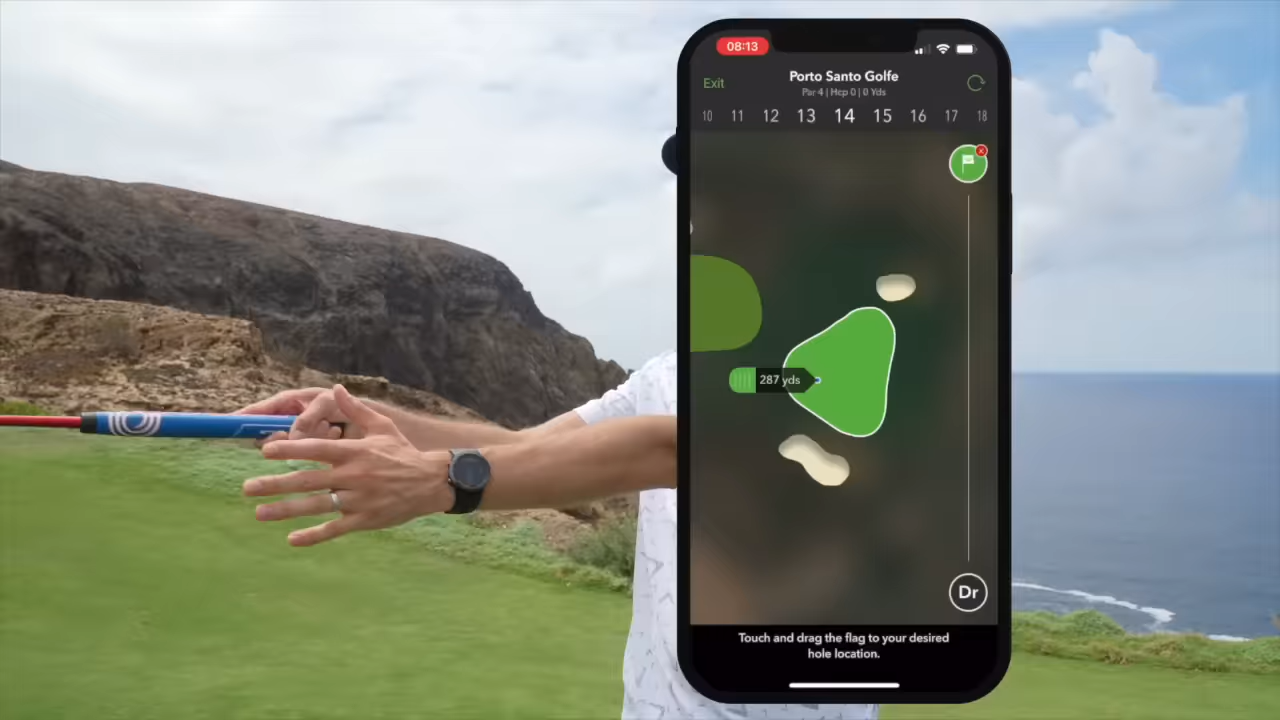 08:13
Exit
Porto Santo Golfe
Par 4 | Hcp 0 | 0 Yds
10 11 12 13 14 15 16 17 18
287 yds
Dr
Touch and drag the flag to your desired
hole location.